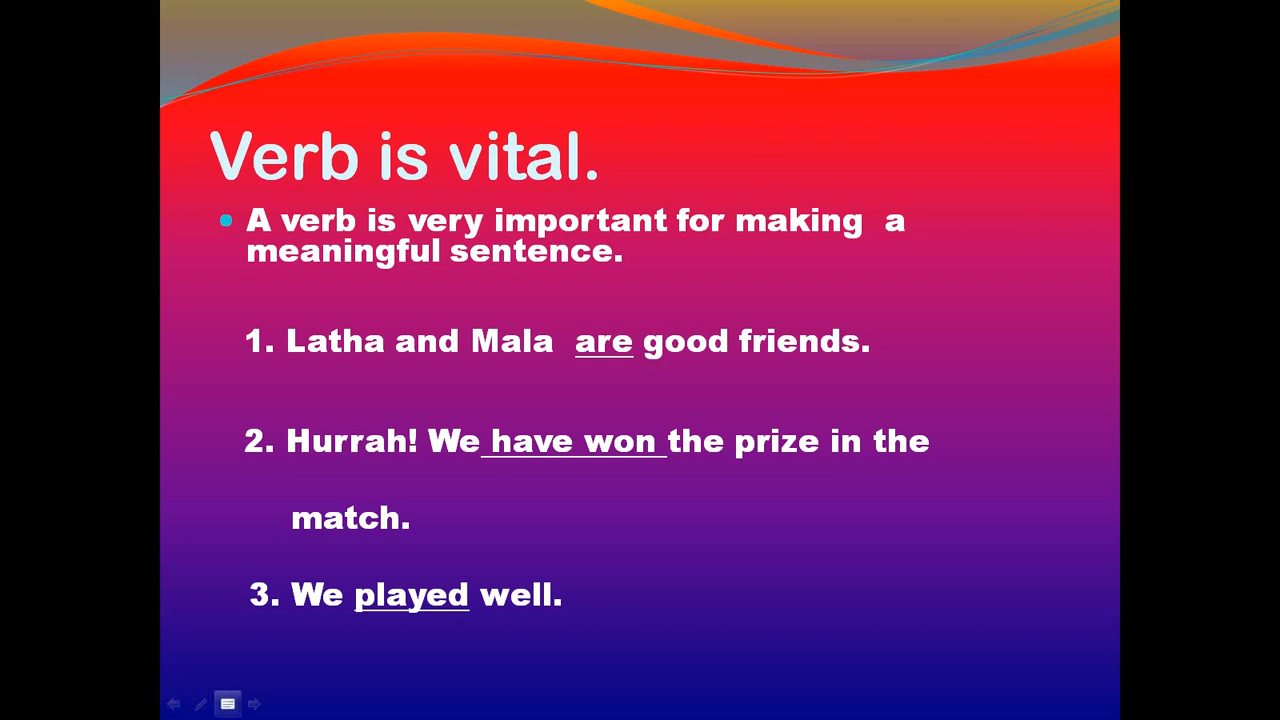 Verb is vital.
A verb is very important for making a
meaningful sentence.
1. Latha and Mala are good friends.
2. Hurrah! We have won the prize in the
match.
3. We played well.